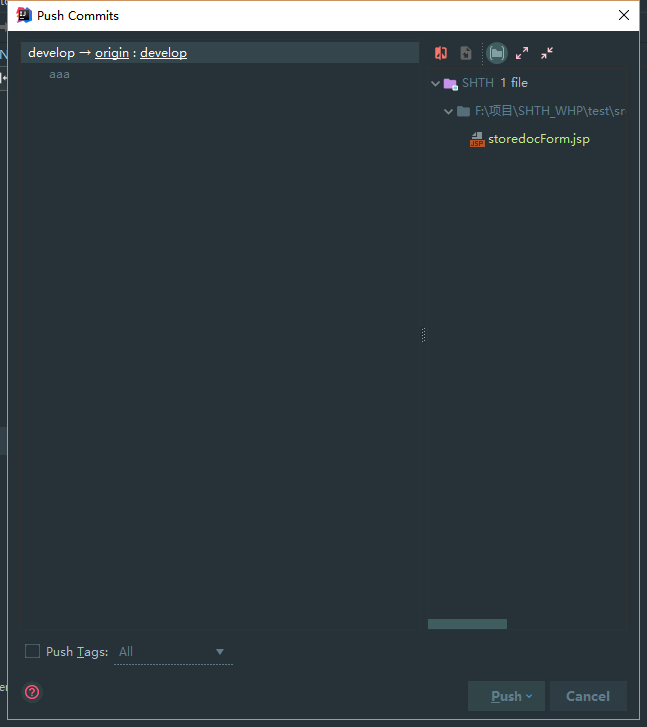 Push Commits
develop → origin : develop
aaa
SHTH 1 file
F:\项目\SHTH_WHP\test\sr
storedocForm.jsp
Push Tags: All
Push
Cancel